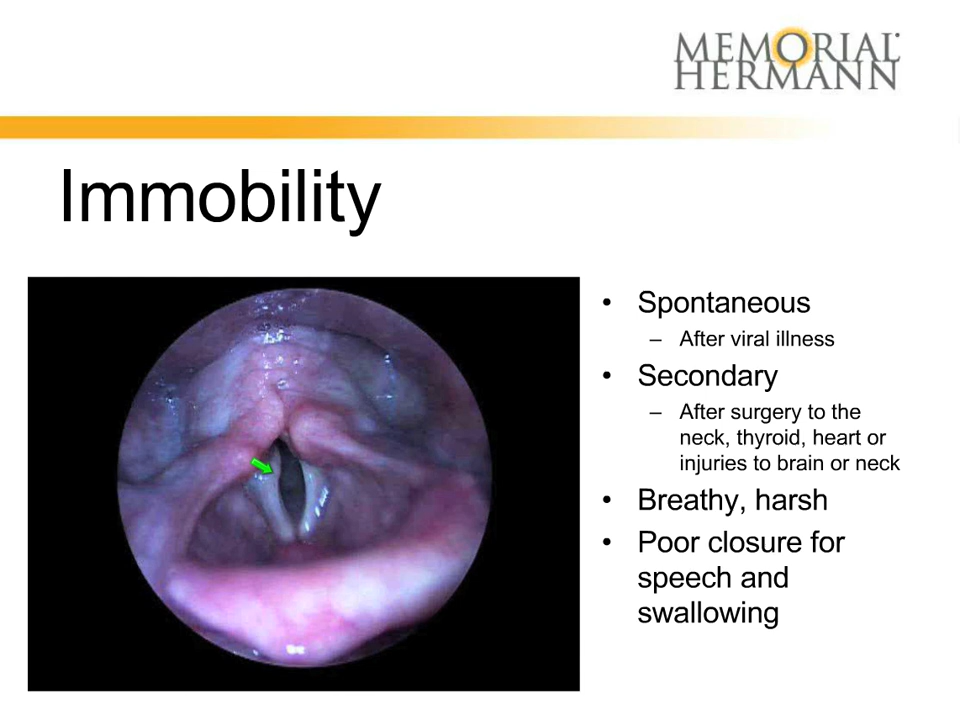 MEMORIAL
HERMANN
Immobility
• Spontaneous
– After viral illness
• Secondary
– After surgery to the
neck, thyroid, heart or
injuries to brain or neck
• Breathy, harsh
• Poor closure for
speech and
swallowing